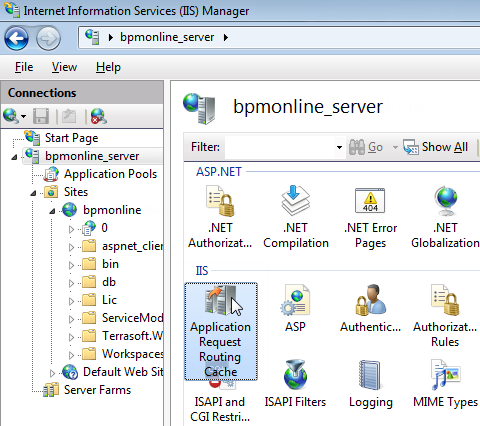 Internet Information Services (IIS) Manager
bpmonline_server
File View Help
Connections
Start Page
bpmonline_server
Application Pools
Sites
bpmonline
0
aspnet_clie
bin
db
Lic
ServiceMod
Terrasoft.W
Workspaces
Default Web Sit
Server Farms
bpmonline_server
Filter: Go Show All
ASP.NET
.NET Authorizat...
.NET Compilation
404
.NET Error Pages
.NET Globalization
IIS
Application Request Routing Cache
ASP
Authentic...
Authorizat... Rules
ISAPI and CGI Restri...
ISAPI Filters
Logging
MIME Types